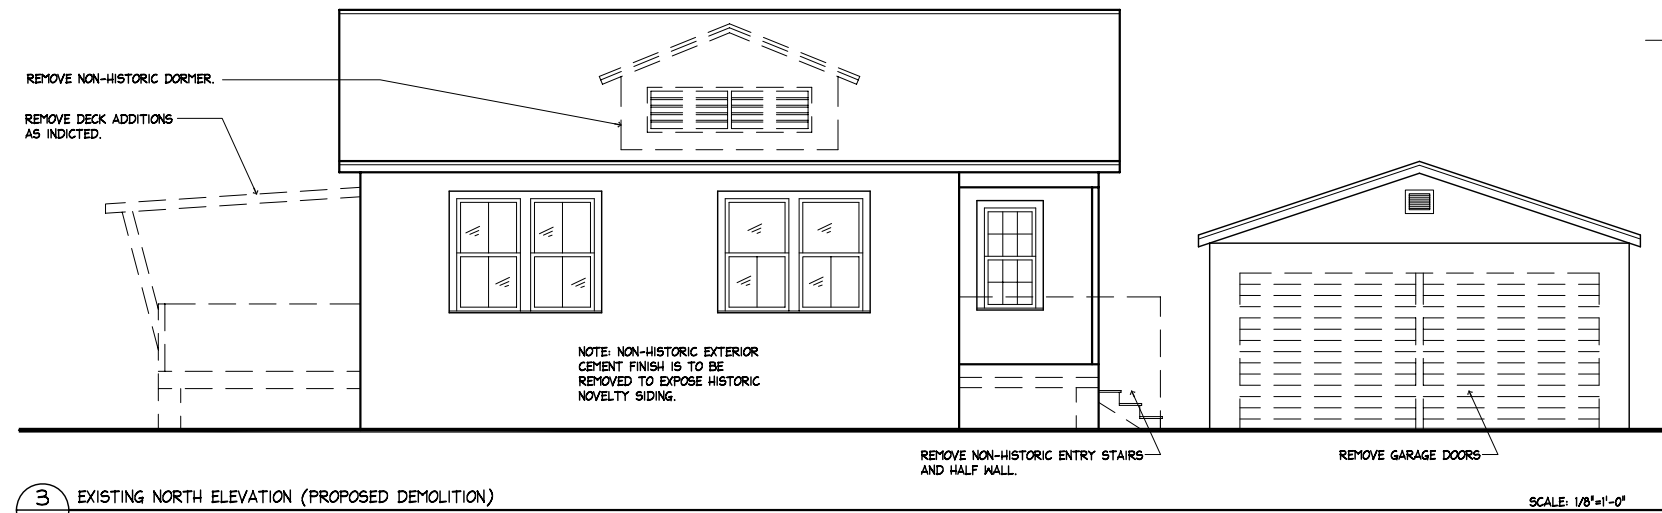 REMOVE NON-HISTORIC DORMER.
REMOVE DECK ADDITIONS
AS INDICTED.
NOTE: NON-HISTORIC EXTERIOR
CEMENT FINISH IS TO BE
REMOVED TO EXPOSE HISTORIC
NOVELTY SIDING.
REMOVE NON-HISTORIC ENTRY STAIRS
AND HALF WALL.
REMOVE GARAGE DOORS
3 EXISTING NORTH ELEVATION (PROPOSED DEMOLITION)
SCALE: 1/8"=1'-0"